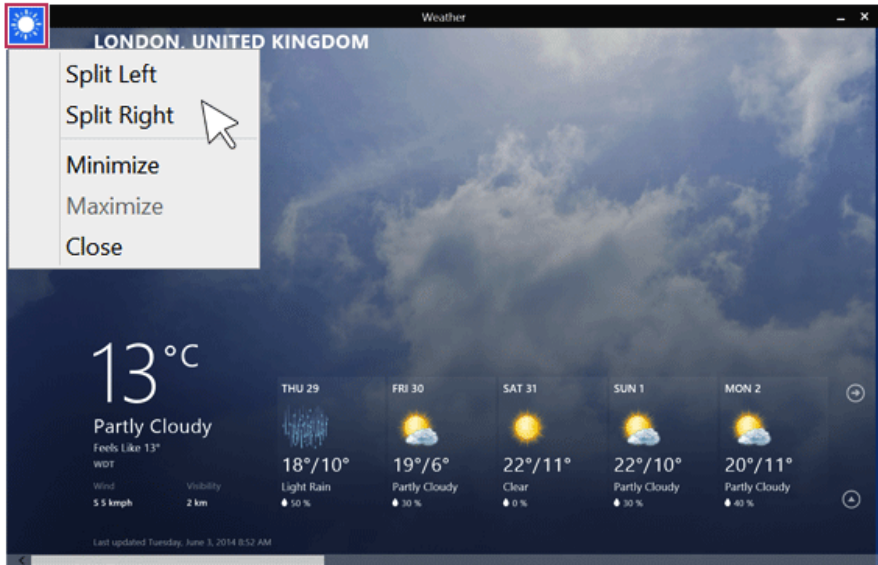 Weather
LONDON, UNITED KINGDOM
Split Left
Split Right
Minimize
Maximize
Close
13°C
Partly Cloudy
Feels Like 13°
WDT
Wind
Visibility
S 5 kmph
2 km
THU 29
18°/10°
Light Rain
50 %
FRI 30
19°/6°
Partly Cloudy
30 %
SAT 31
22°/11°
Clear
0 %
SUN 1
22°/10°
Partly Cloudy
30 %
MON 2
20°/11°
Partly Cloudy
40 %
Last updated Tuesday, June 3, 2014 8:52 AM